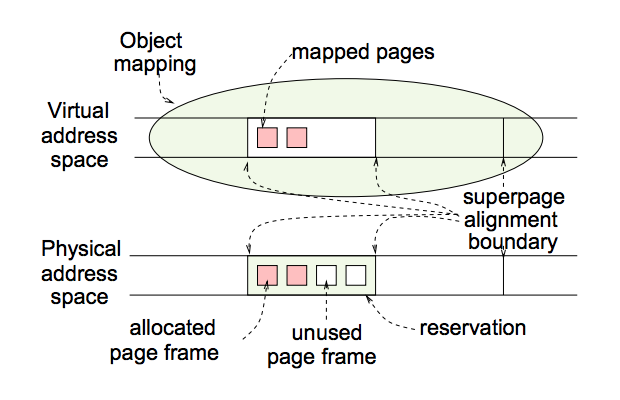 Object
mapping
mapped pages
Virtual
address
space
superpage
alignment
boundary
Physical
address
space
allocated
page frame
unused
page frame
reservation